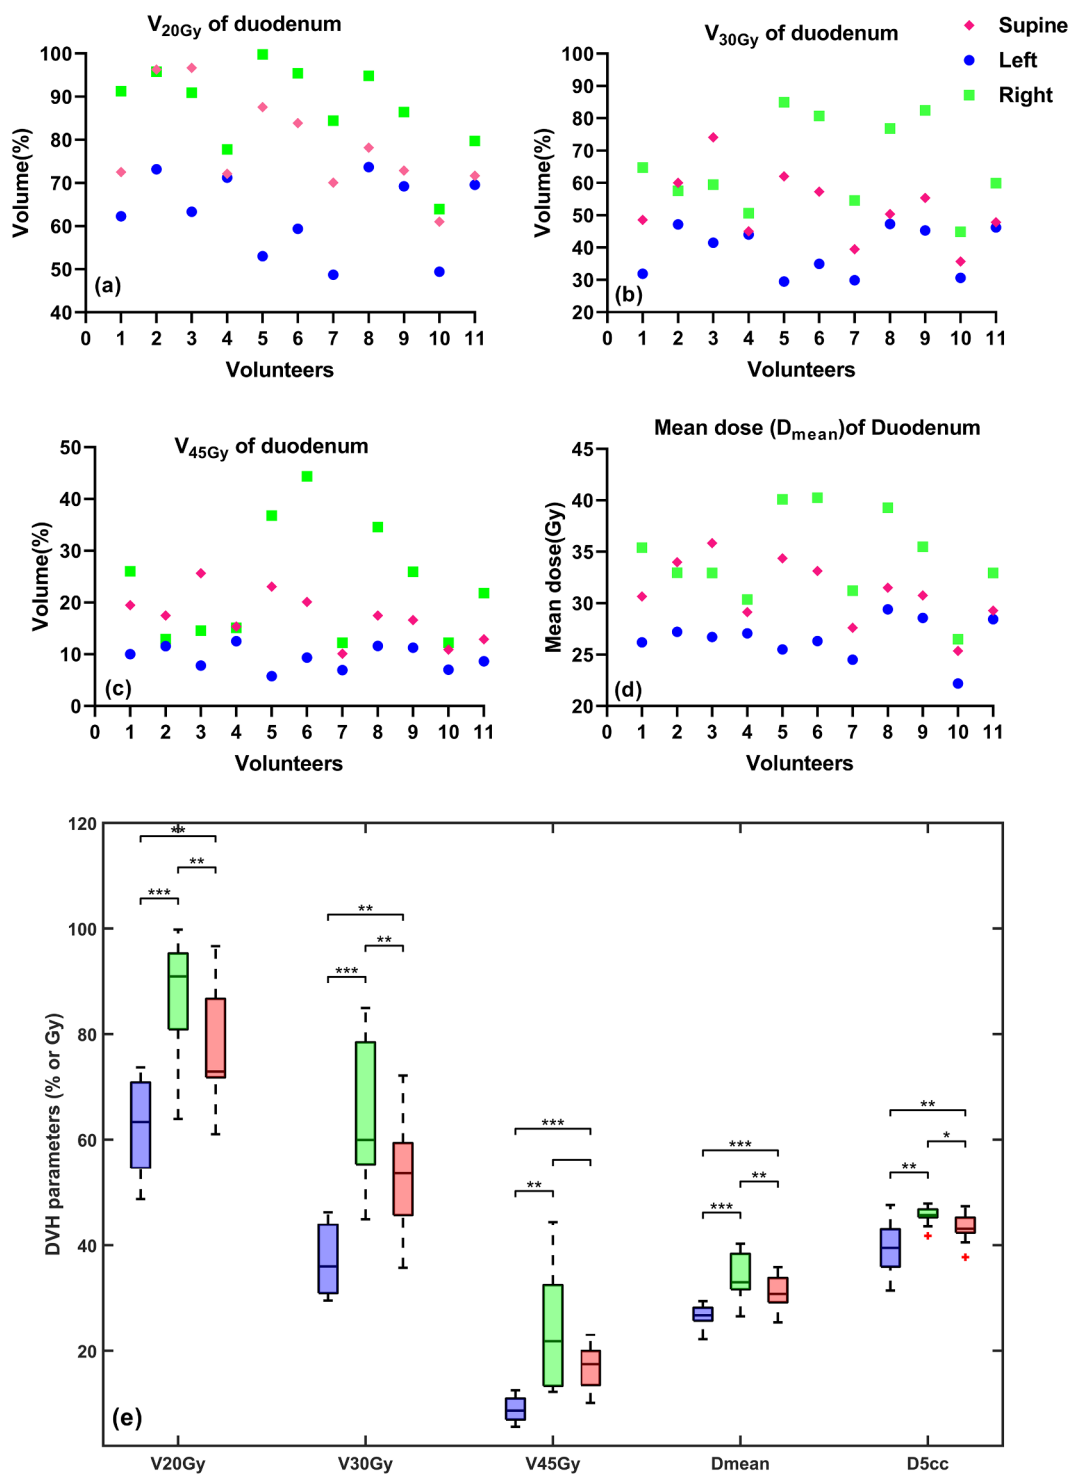 V20Gy of duodenum
100
90
80
70
60
50
40
Volume(%)
(a)
0 1 2 3 4 5 6 7 8 9 10 11
Volunteers
V30Gy of duodenum
100
90
80
70
60
50
40
30
20
Volume(%)
(b)
0 1 2 3 4 5 6 7 8 9 10 11
Volunteers
Supine
Left
Right
V45Gy of duodenum
50
40
30
20
10
0
Volume(%)
(c)
0 1 2 3 4 5 6 7 8 9 10 11
Volunteers
Mean dose (Dmean)of Duodenum
45
40
35
30
25
20
Mean dose(Gy)
(d)
0 1 2 3 4 5 6 7 8 9 10 11
Volunteers
120
100
80
60
40
20
DVH parameters (% or Gy)
**
**
***
**
**
***
***
**
***
**
***
**
*
**
(e)
V20Gy V30Gy V45Gy Dmean D5cc